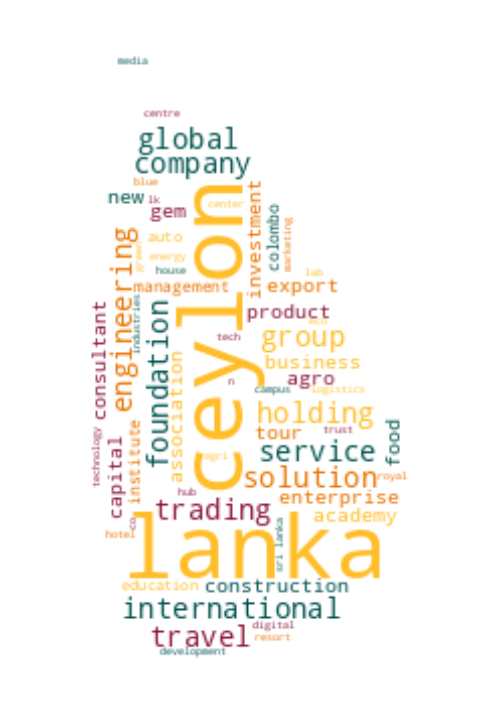 media
centre
global
company
blue
new
lk
gem
center
ceylon
investment
colombo
marketing
auto
engineering
green
energy
house
lab
management
export
industries
foundation
consultant
product
eco
tech
group
association
business
n
agro
campus
logistics
holding
tour
trust
food
service
technology
capital
institute
agri
solution
royal
hub
enterprise
trading
academy
co
lanka
sri lanka
hotel
education
construction
international
digital
travel
resort
development